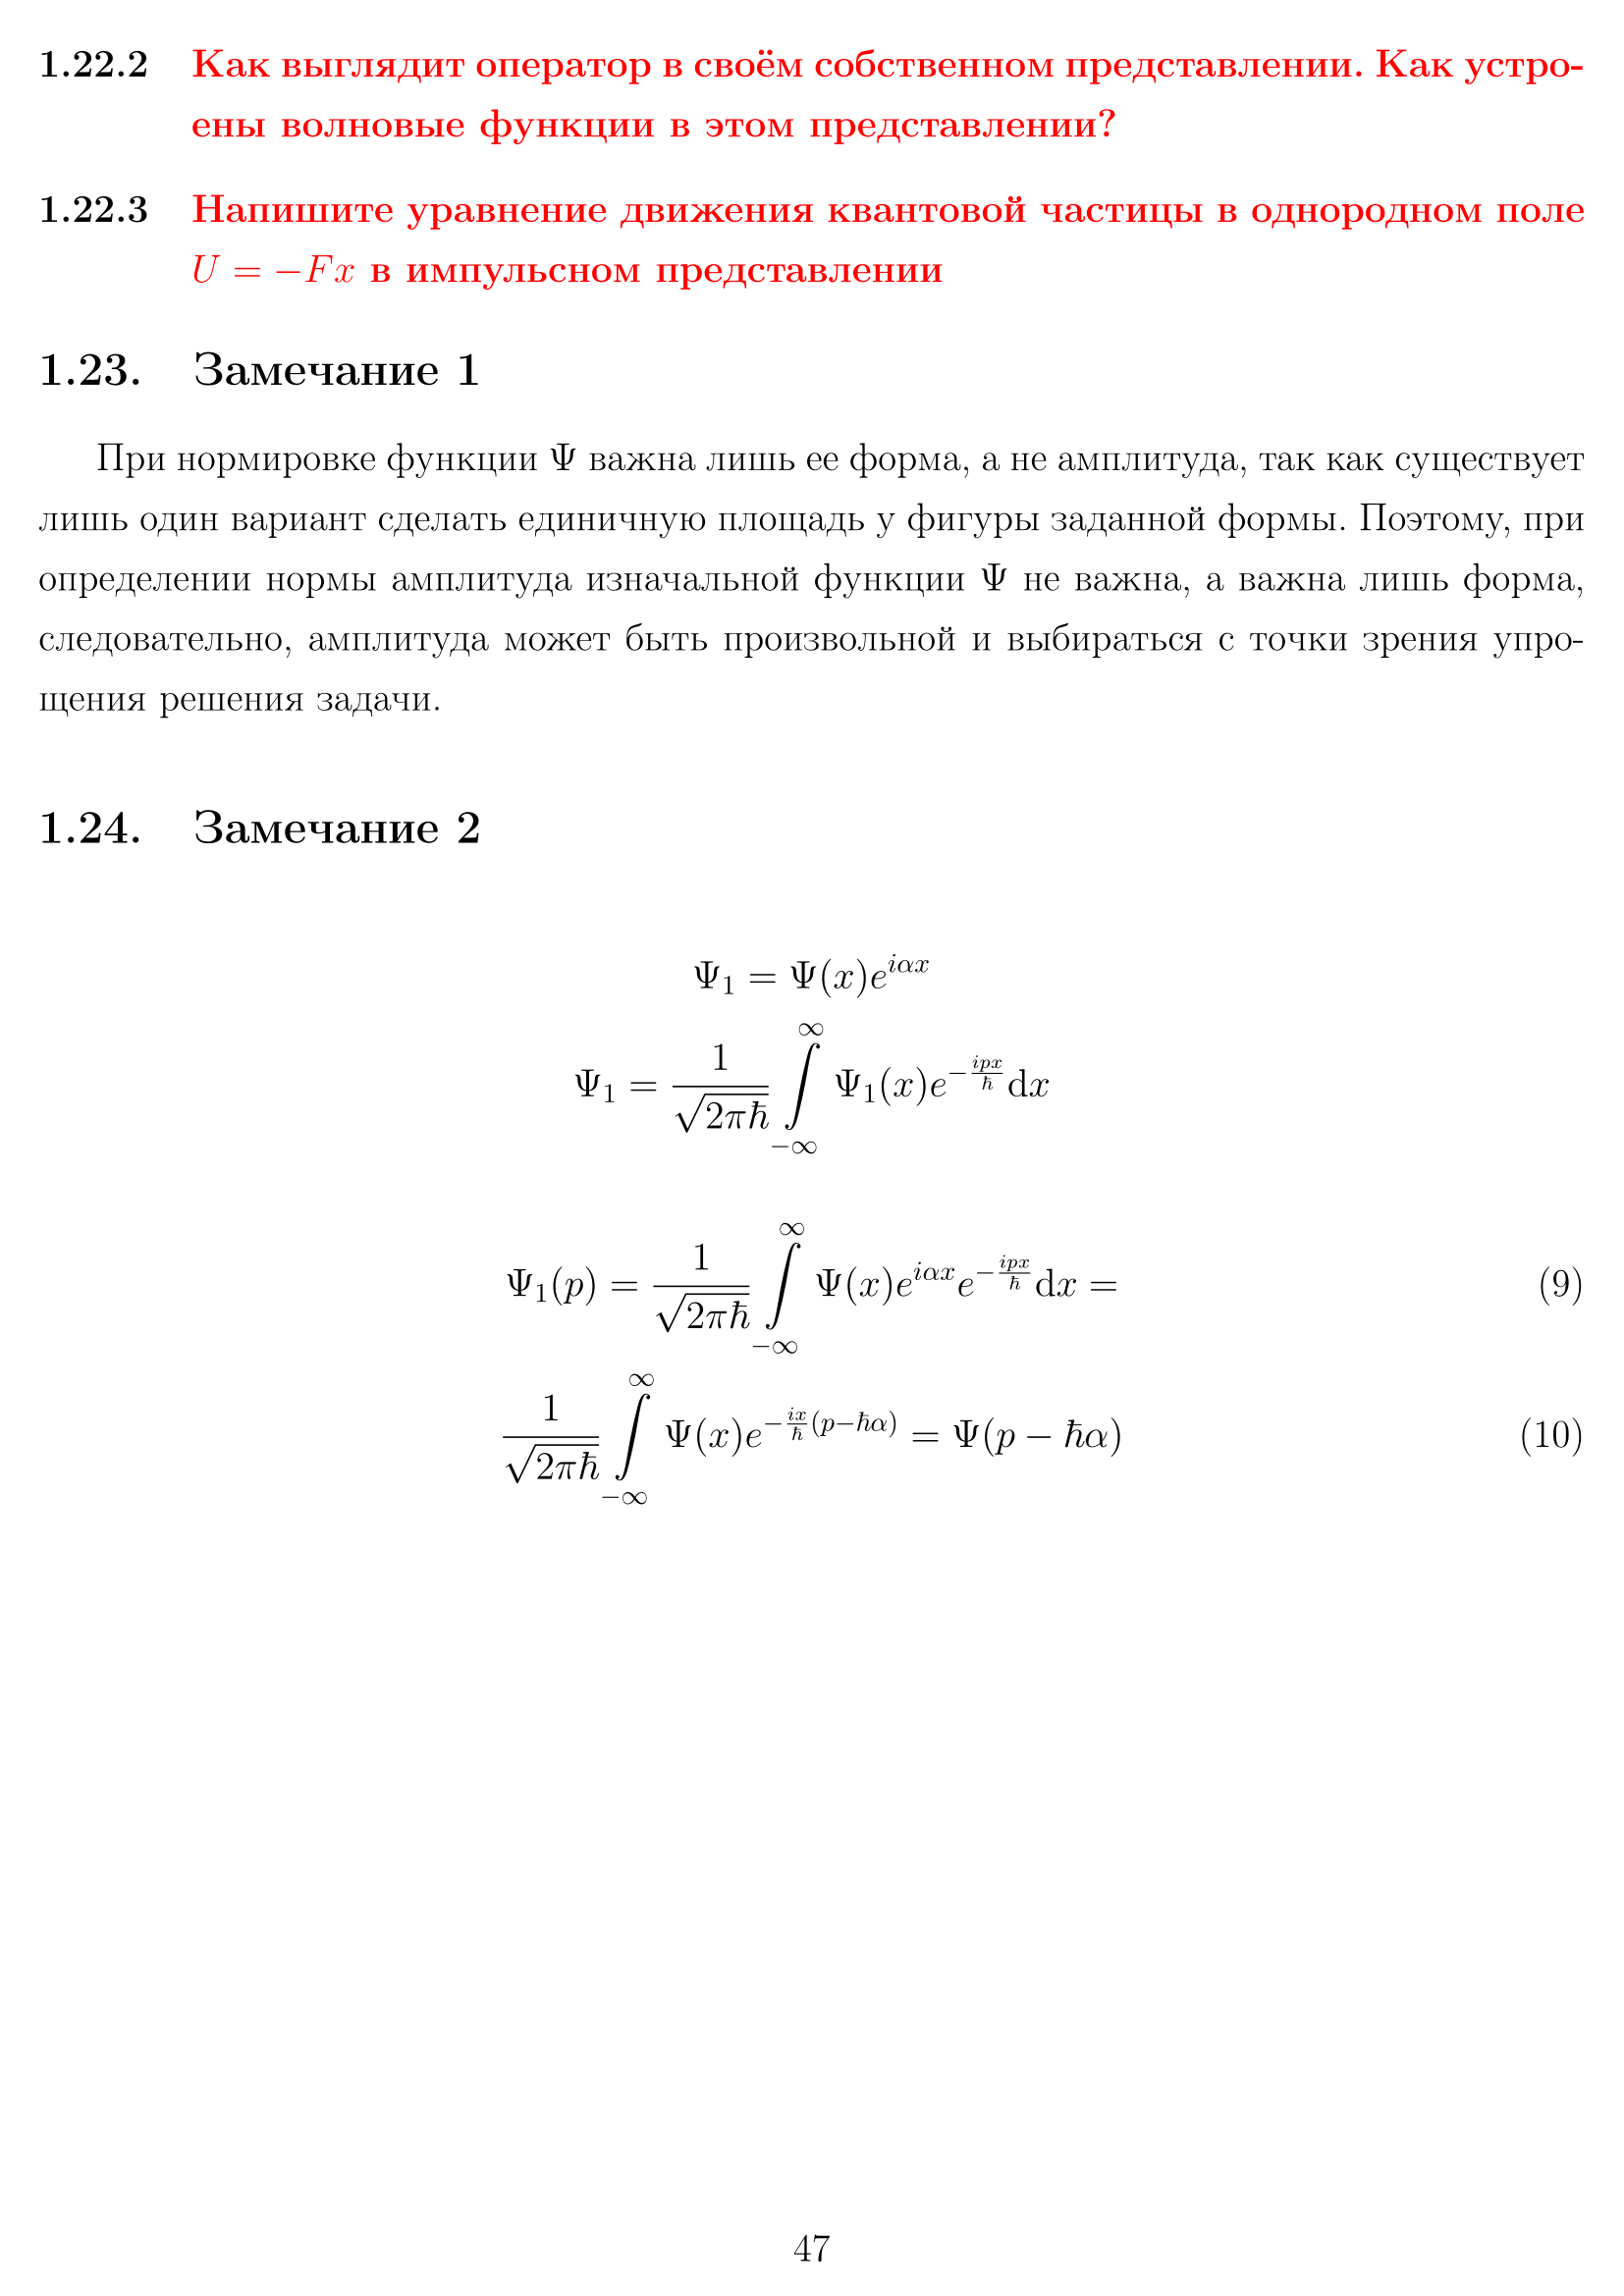 1.22.2 Как выглядит оператор в своём собственном представлении. Как устро-
ены волновые функции в этом представлении?
1.22.3 Напишите уравнение движения квантовой частицы в однородном поле
U = −Fx в импульсном представлении
1.23. Замечание 1
При нормировке функции Ψ важна лишь ее форма, а не амплитуда, так как существует
лишь один вариант сделать единичную площадь у фигуры заданной формы. Поэтому, при
определении нормы амплитуда изначальной функции Ψ не важна, а важна лишь форма,
следовательно, амплитуда может быть произвольной и выбираться с точки зрения упро-
щения решения задачи.
1.24. Замечание 2
$\Psi_1 = \Psi(x)e^{i\alpha x}$
$\Psi_1 = \frac{1}{\sqrt{2\pi\hbar}} \int\limits_{-\infty}^{\infty} \Psi_1(x)e^{-\frac{ipx}{\hbar}}\mathrm{d}x$
$\Psi_1(p) = \frac{1}{\sqrt{2\pi\hbar}} \int\limits_{-\infty}^{\infty} \Psi(x)e^{i\alpha x}e^{-\frac{ipx}{\hbar}}\mathrm{d}x =$ (9)
$\frac{1}{\sqrt{2\pi\hbar}} \int\limits_{-\infty}^{\infty} \Psi(x)e^{-\frac{ix}{\hbar}(p-\hbar\alpha)} = \Psi(p - \hbar\alpha)$ (10)
47